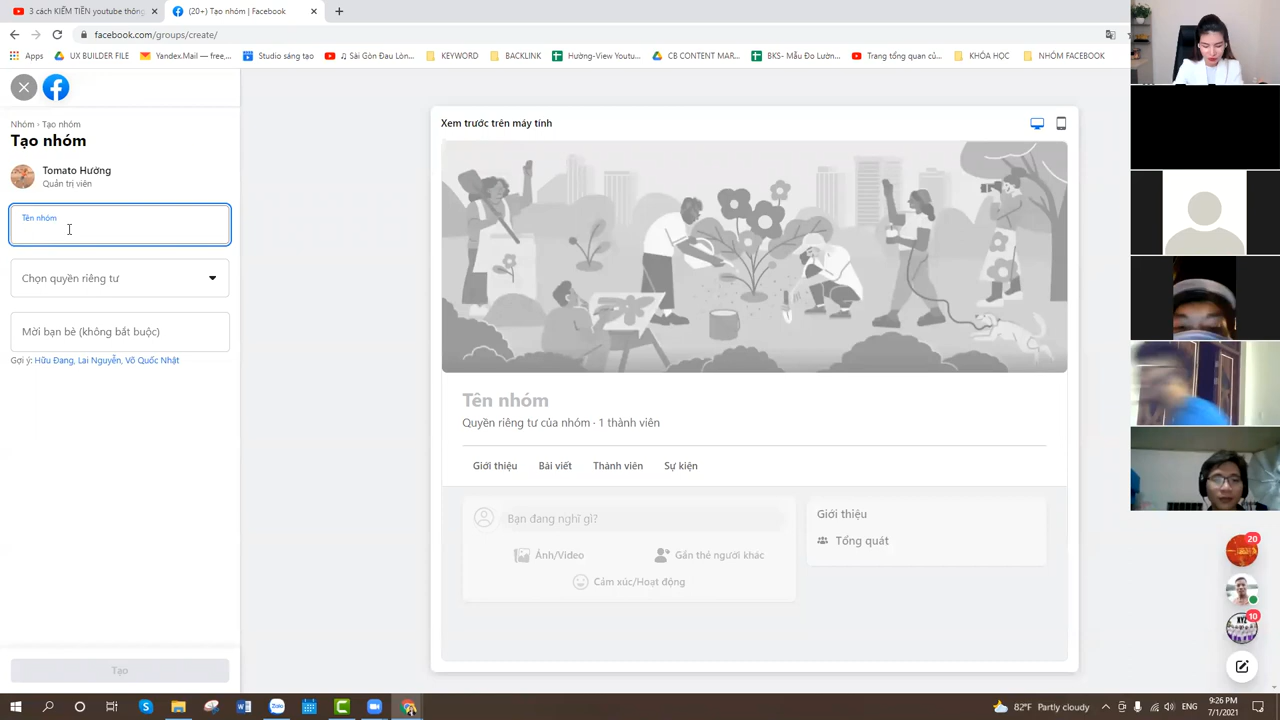 3 cách KIẾM TIỀN youtube thông
(20+) Tạo nhóm | Facebook
facebook.com/groups/create/
Apps
UX BUILDER FILE
Yandex.Mail — free,...
Studio sáng tạo
♫ Sài Gòn Đau Lòn...
KEYWORD
BACKLINK
Hường-View Youtu...
CB CONTENT MAR...
BKS- Mẫu Đo Lườn...
Trang tổng quan củ...
KHÓA HỌC
NHÓM FACEBOOK
Nhóm › Tạo nhóm
Tạo nhóm
Tomato Hường
Quản trị viên
Tên nhóm
Chọn quyền riêng tư
Mời bạn bè (không bắt buộc)
Gợi ý: Hữu Đang, Lai Nguyễn, Võ Quốc Nhật
Tạo
Xem trước trên máy tính
Tên nhóm
Quyền riêng tư của nhóm · 1 thành viên
Giới thiệu
Bài viết
Thành viên
Sự kiện
Bạn đang nghĩ gì?
Ảnh/Video
Gắn thẻ người khác
Cảm xúc/Hoạt động
Giới thiệu
Tổng quát
20
10
XYZ
82°F Partly cloudy
ENG
9:26 PM
7/1/2021